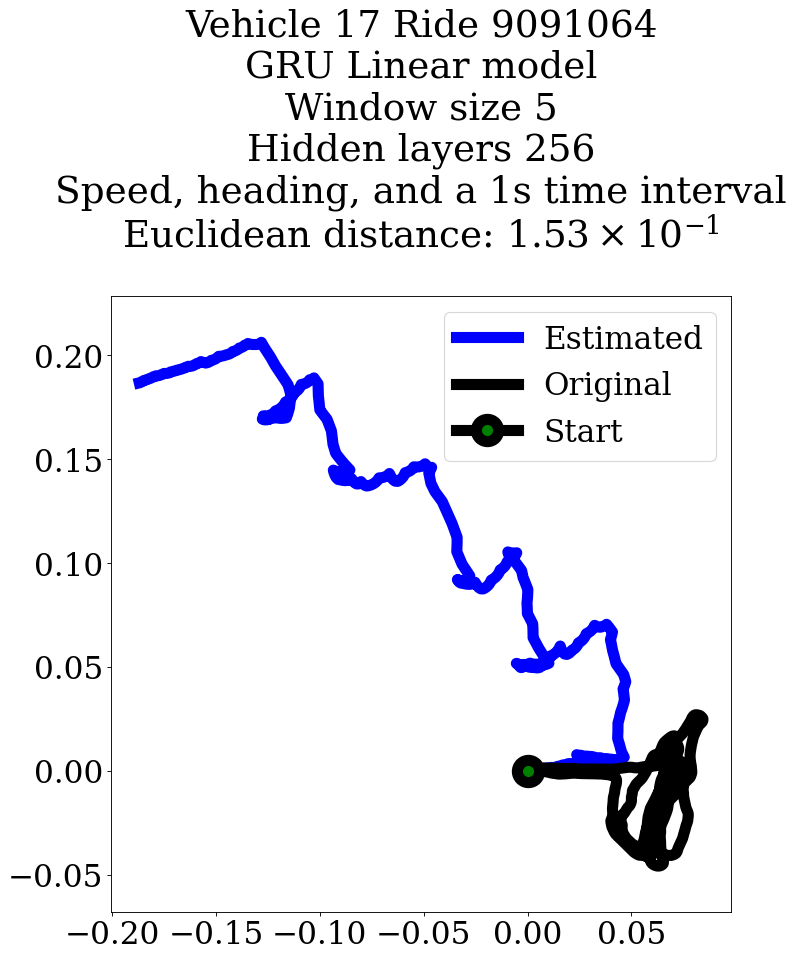 Vehicle 17 Ride 9091064
GRU Linear model
Window size 5
Hidden layers 256
Speed, heading, and a 1s time interval
Euclidean distance: 1.53 × 10⁻¹
Estimated
Original
Start
0.20
0.15
0.10
0.05
0.00
−0.05
−0.20 −0.15 −0.10 −0.05 0.00 0.05